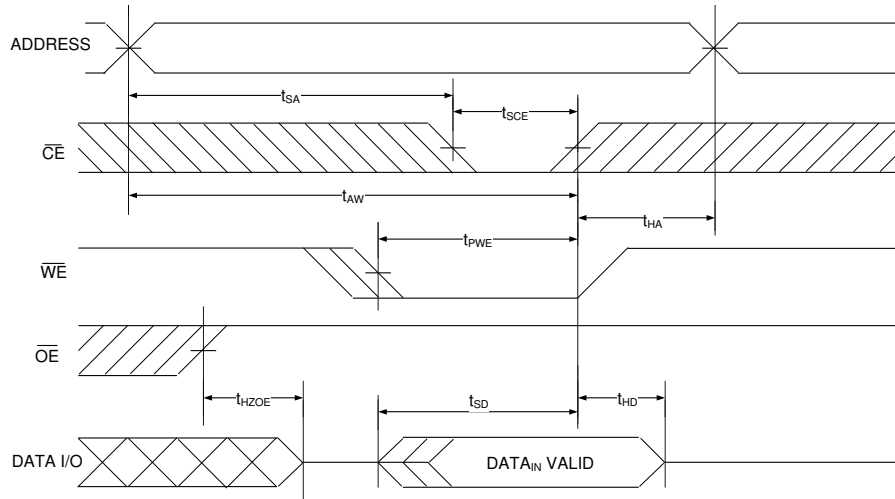 ADDRESS
tSA
tSCE
CE
tAW
tHA
tPWE
WE
OE
tHZOE
tSD
tHD
DATA I/O
DATAIN VALID